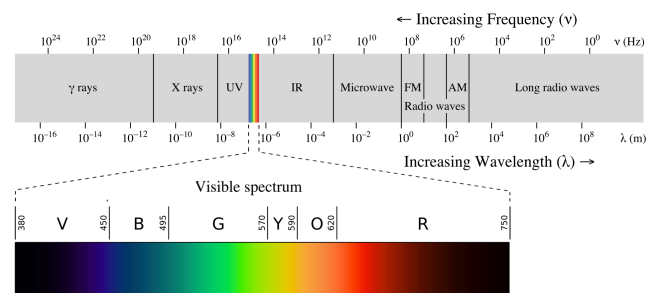 ← Increasing Frequency (ν)
10²⁴ 10²² 10²⁰ 10¹⁸ 10¹⁶ 10¹⁴ 10¹² 10¹⁰ 10⁸ 10⁶ 10⁴ 10² 10⁰ ν (Hz)
γ rays X rays UV IR Microwave FM AM Long radio waves
Radio waves
10⁻¹⁶ 10⁻¹⁴ 10⁻¹² 10⁻¹⁰ 10⁻⁸ 10⁻⁶ 10⁻⁴ 10⁻² 10⁰ 10² 10⁴ 10⁶ 10⁸ λ (m)
Increasing Wavelength (λ) →
Visible spectrum
380 V 450 B 495 G 570 Y 590 O 620 R 750